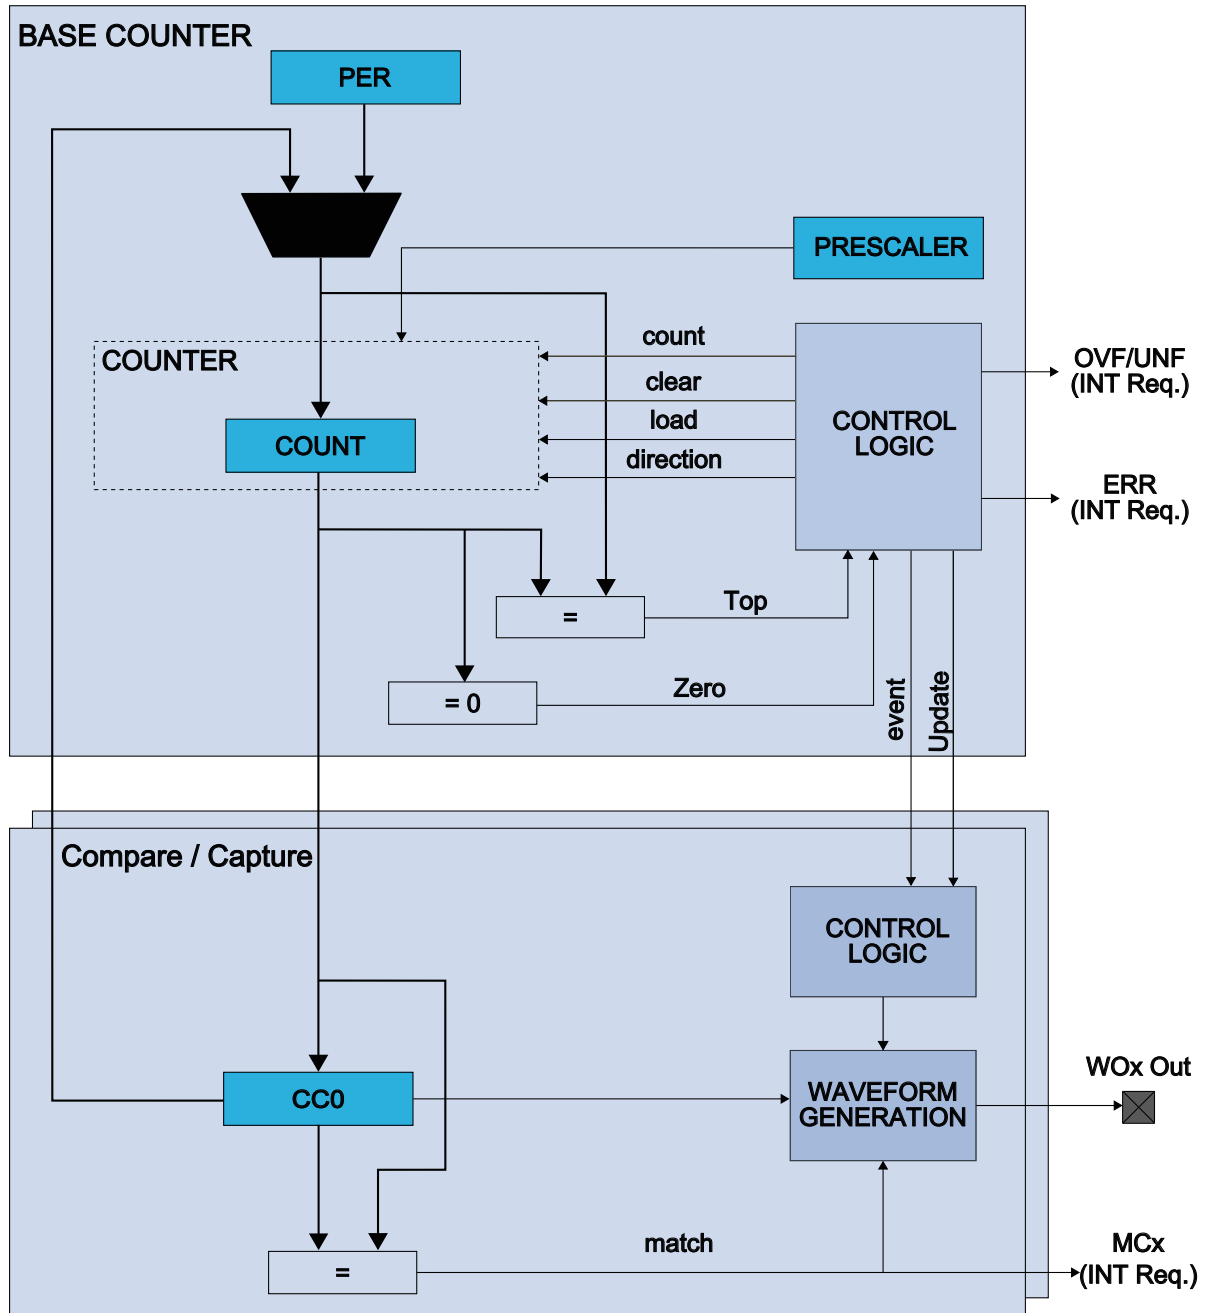 BASE COUNTER
PER
PRESCALER
COUNTER
count
clear
load
direction
COUNT
CONTROL
LOGIC
OVF/UNF
(INT Req.)
ERR
(INT Req.)
=
Top
= 0
Zero
event
Update
Compare / Capture
CONTROL
LOGIC
CC0
WAVEFORM
GENERATION
WOx Out
=
match
MCx
(INT Req.)